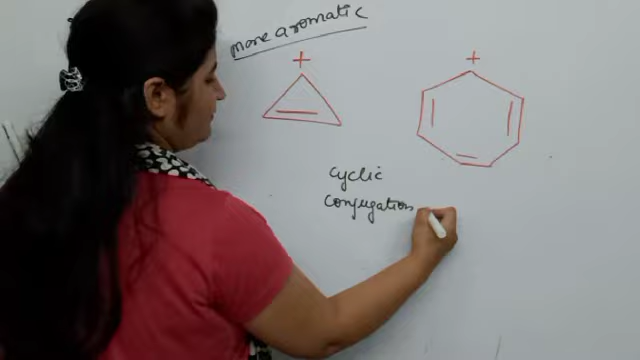 more aromatic
+
+
cyclic
conjugation